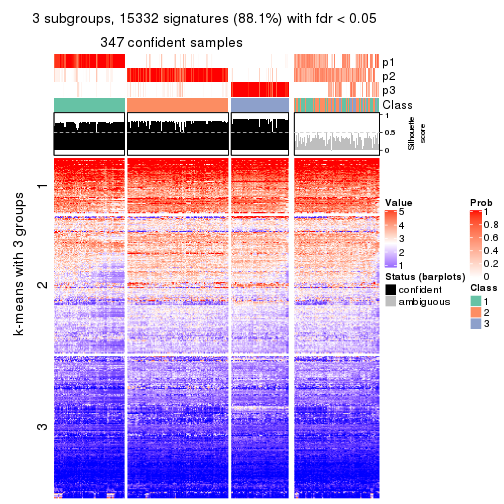 3 subgroups, 15332 signatures (88.1%) with fdr < 0.05
347 confident samples
p1
p2
p3
Class
1
0.5
0
Silhouette
score
k-means with 3 groups
1
2
3
Value
5
4
3
2
1
Status (barplots)
confident
ambiguous
Prob
1
0.8
0.6
0.4
0.2
0
Class
1
2
3